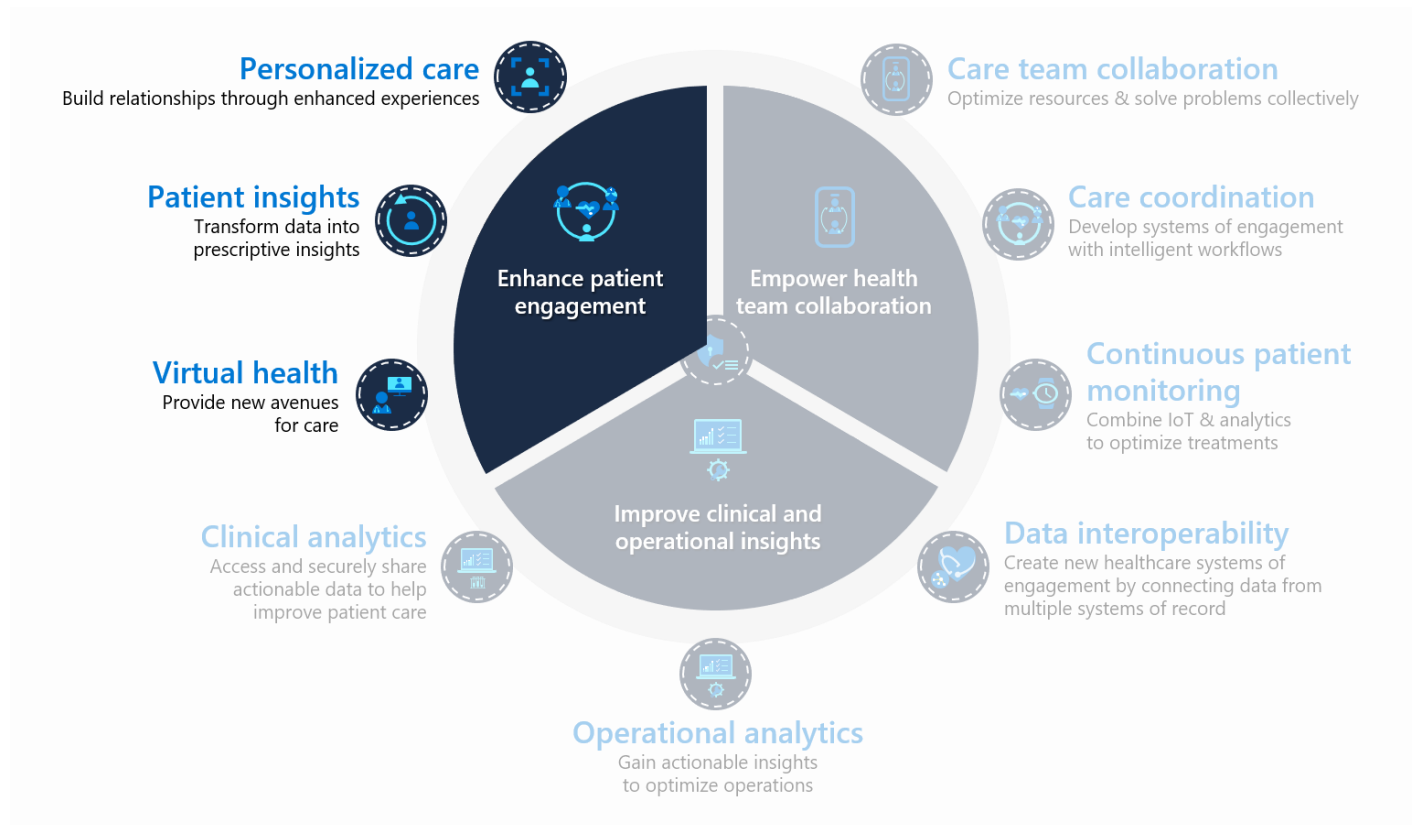 Personalized care
Build relationships through enhanced experiences
Patient insights
Transform data into
prescriptive insights
Virtual health
Provide new avenues
for care
Clinical analytics
Access and securely share
actionable data to help
improve patient care
Enhance patient
engagement
Empower health
team collaboration
Improve clinical and
operational insights
Care team collaboration
Optimize resources & solve problems collectively
Care coordination
Develop systems of engagement
with intelligent workflows
Continuous patient
monitoring
Combine IoT & analytics
to optimize treatments
Data interoperability
Create new healthcare systems of
engagement by connecting data from
multiple systems of record
Operational analytics
Gain actionable insights
to optimize operations